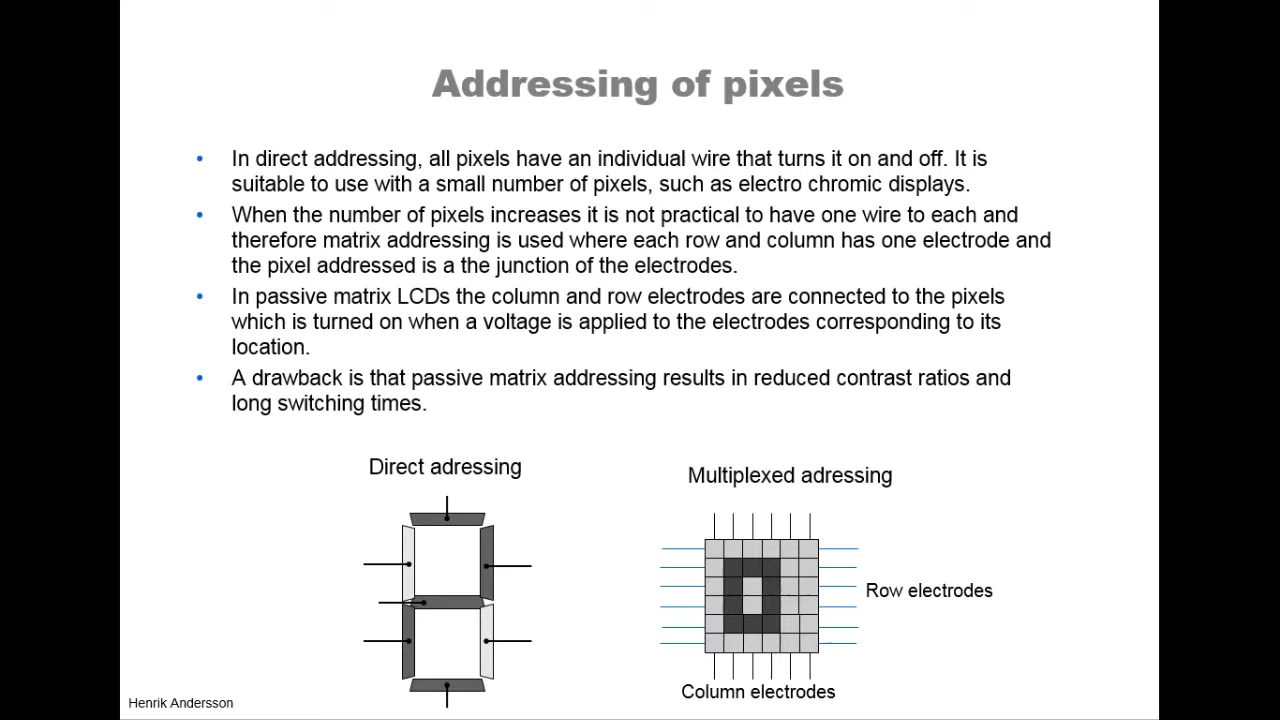 Addressing of pixels
• In direct addressing, all pixels have an individual wire that turns it on and off. It is
suitable to use with a small number of pixels, such as electro chromic displays.
• When the number of pixels increases it is not practical to have one wire to each and
therefore matrix addressing is used where each row and column has one electrode and
the pixel addressed is a the junction of the electrodes.
• In passive matrix LCDs the column and row electrodes are connected to the pixels
which is turned on when a voltage is applied to the electrodes corresponding to its
location.
• A drawback is that passive matrix addressing results in reduced contrast ratios and
long switching times.
Direct adressing
Multiplexed adressing
Row electrodes
Column electrodes
Henrik Andersson